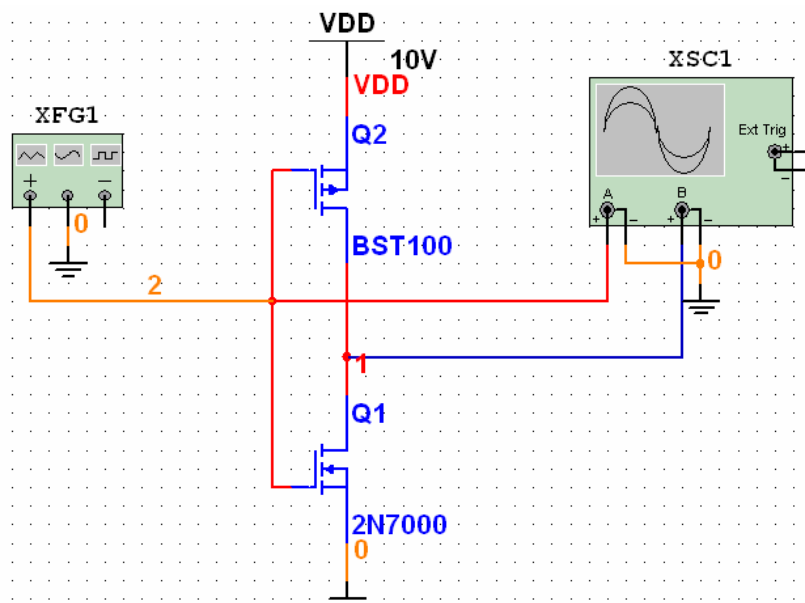 VDD
10V
VDD
XSC1
XFG1
Q2
Ext Trig
+
-
+
-
A
B
+
-
+
-
0
BST100
0
2
1
Q1
2N7000
0